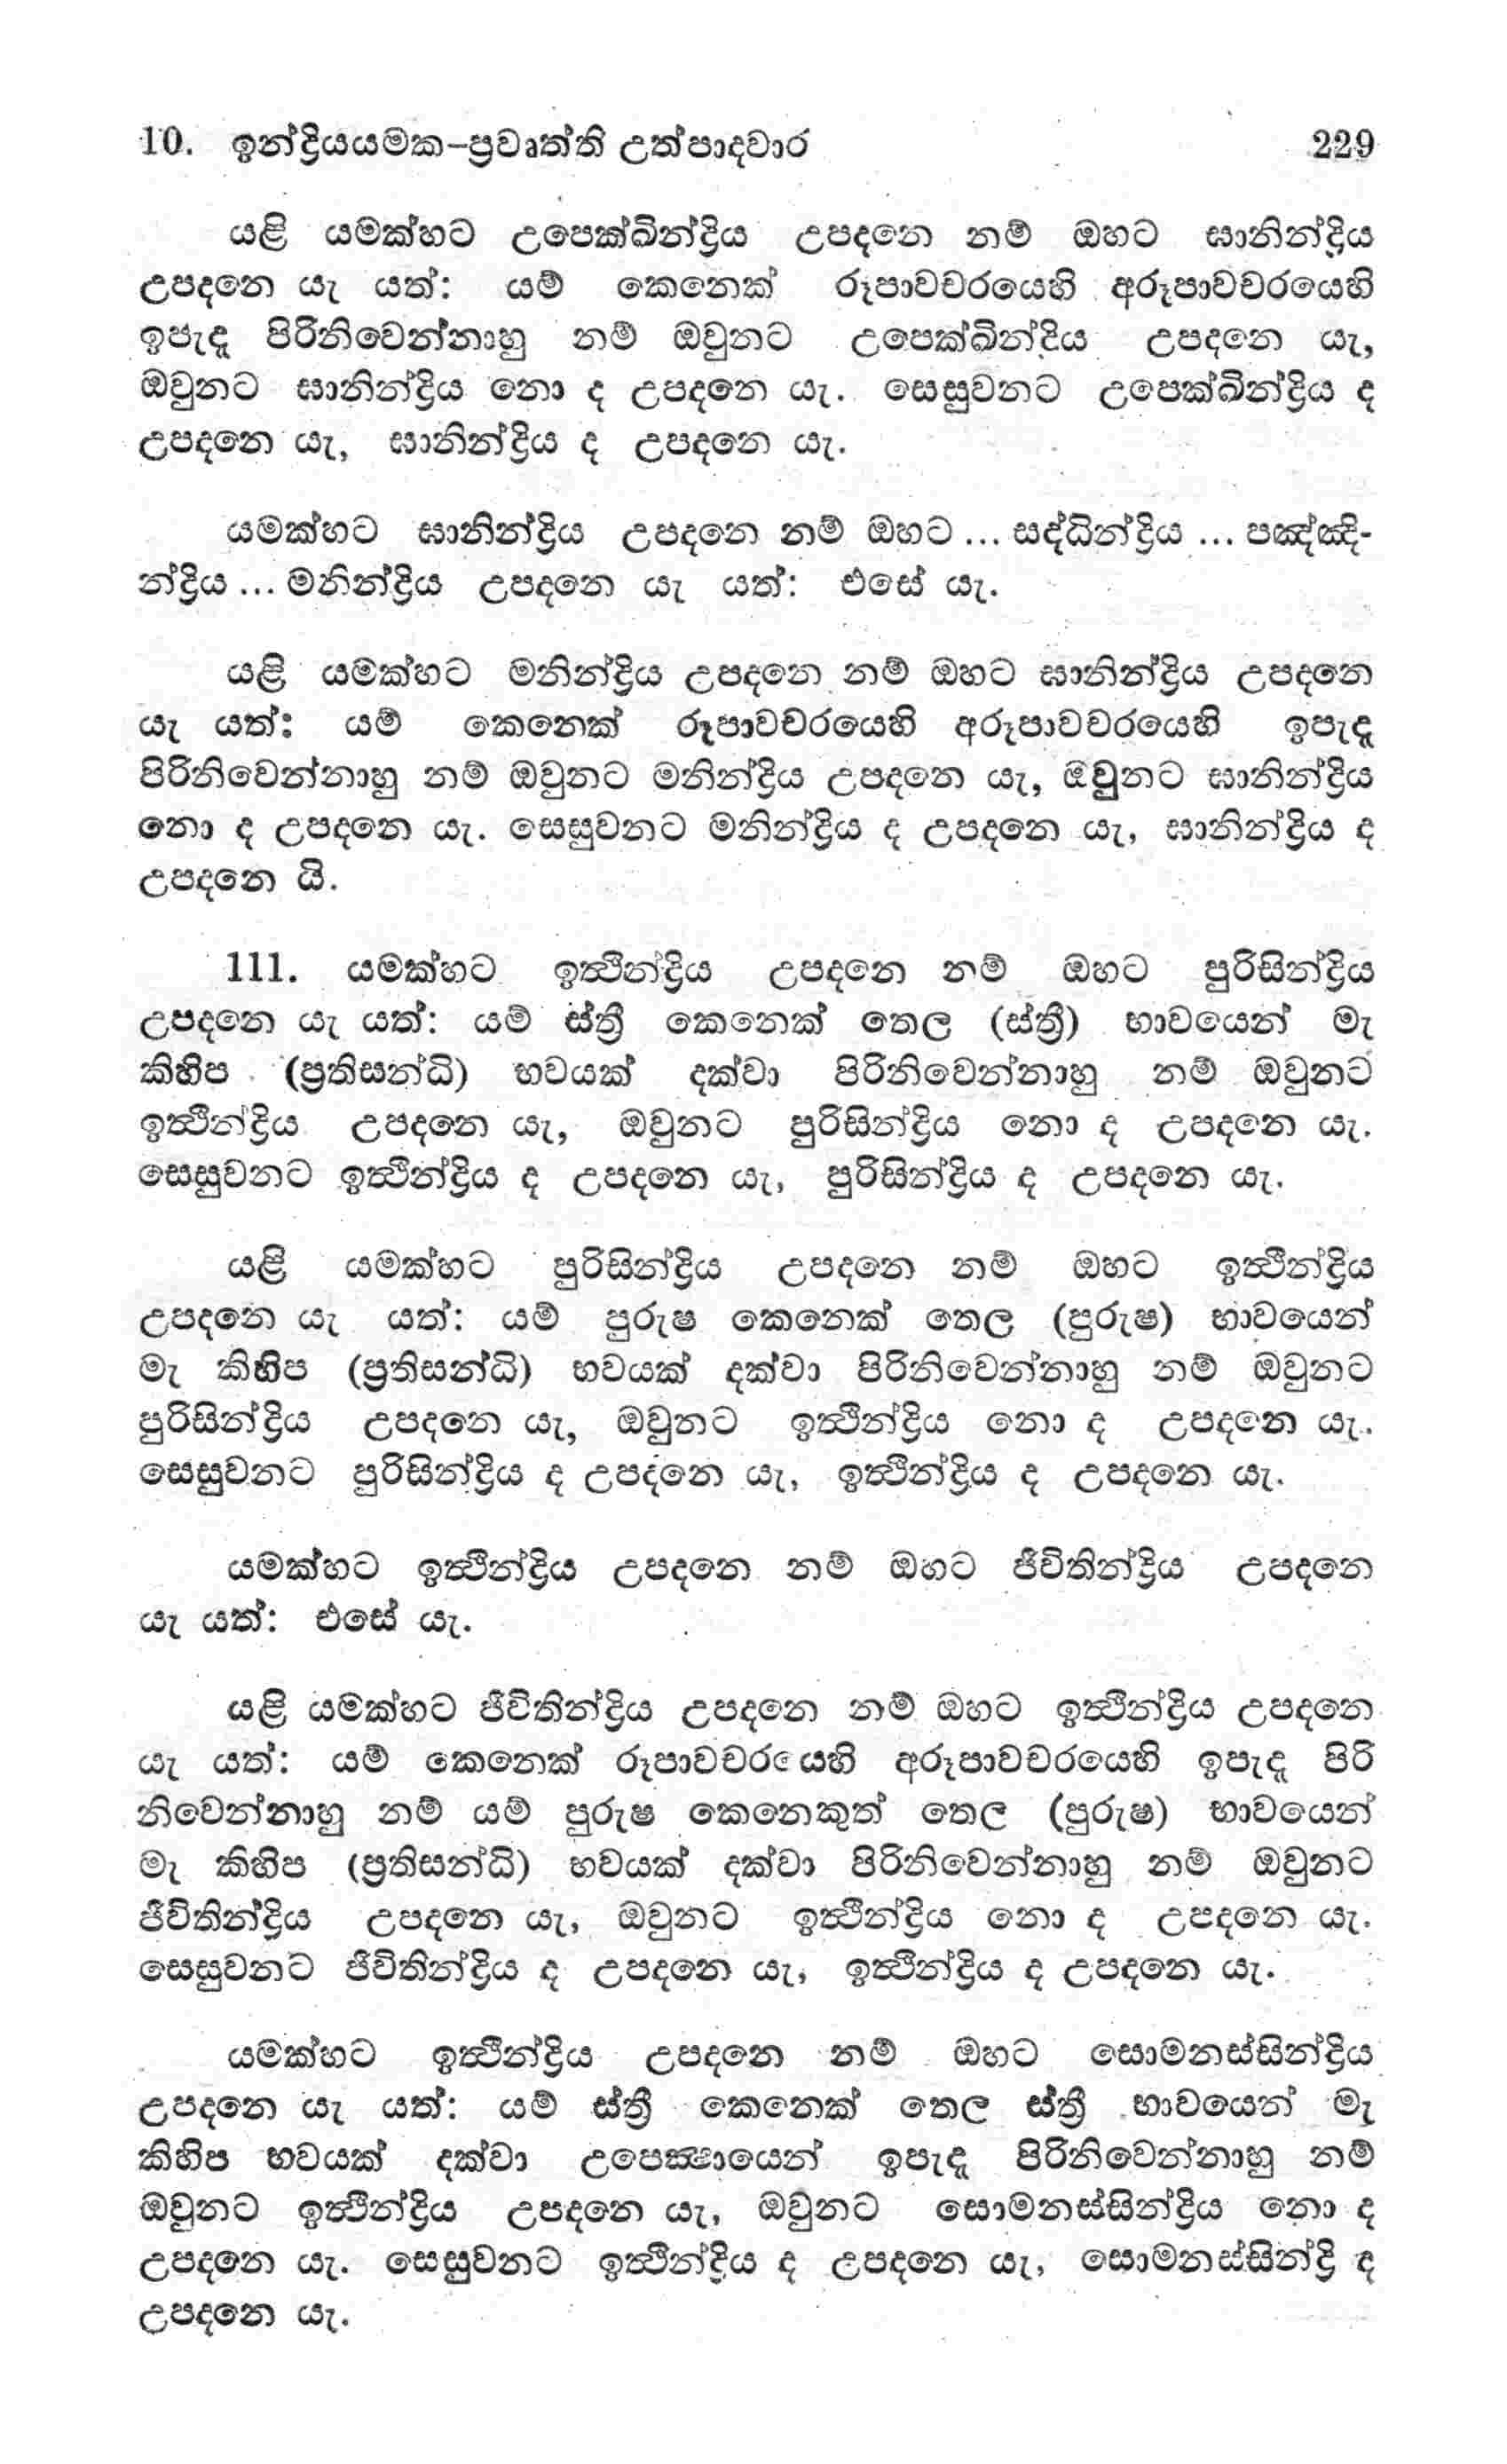 10. ඉන්ද්‍රියයමක-ප්‍රවෘත්ති උත්පාදවාර 229
යළි යමක්හට උපෙක්ඛින්ද්‍රිය උපදනෙ නම් ඔහට ඝානින්ද්‍රිය
උපදනෙ යැ යත්: යම් කෙනෙක් රූපාවචරයෙහි අරූපාවචරයෙහි
ඉපැදැ පිරිනිවෙන්නාහු නම් ඔවුනට උපෙක්ඛින්දිය උපදනෙ යැ,
ඔවුනට ඝානින්ද්‍රිය නො ද උපදනෙ යැ. සෙසුවනට උපෙක්ඛින්ද්‍රිය ද
උපදනෙ යැ, ඝානින්ද්‍රිය ද උපදනෙ යැ.
යමක්හට ඝානින්ද්‍රිය උපදනෙ නම් ඔහට ... සද්ධින්ද්‍රිය ... පඤ්ඤි-
න්ද්‍රිය ... මනින්ද්‍රිය උපදනෙ යැ යත්: එසේ යැ.
යළි යමක්හට මනින්ද්‍රිය උපදනෙ නම් ඔහට ඝානින්ද්‍රිය උපදනෙ
යැ යත්: යම් කෙනෙක් රූපාවචරයෙහි අරූපාවචරයෙහි ඉපැදැ
පිරිනිවෙන්නාහු නම් ඔවුනට මනින්ද්‍රිය උපදනෙ යැ, ඔවුනට ඝානින්ද්‍රිය
නො ද උපදනෙ යැ. සෙසුවනට මනින්ද්‍රිය ද උපදනෙ යැ, ඝානින්ද්‍රිය ද
උපදනෙ යි.
111. යමක්හට ඉත්‍ථින්ද්‍රිය උපදනෙ නම් ඔහට පුරිසින්ද්‍රිය
උපදනෙ යැ යත්: යම් ස්ත්‍රී කෙනෙක් තෙල (ස්ත්‍රී) භාවයෙන් මැ
කිහිප (ප්‍රතිසන්ධි) භවයක් දක්වා පිරිනිවෙන්නාහු නම් ඔවුනට
ඉත්‍ථින්ද්‍රිය උපදනෙ යැ, ඔවුනට පුරිසින්ද්‍රිය නො ද උපදනෙ යැ.
සෙසුවනට ඉත්‍ථින්ද්‍රිය ද උපදනෙ යැ, පුරිසින්ද්‍රිය ද උපදනෙ යැ.
යළි යමක්හට පුරිසින්ද්‍රිය උපදනෙ නම් ඔහට ඉත්‍ථින්ද්‍රිය
උපදනෙ යැ යත්: යම් පුරුෂ කෙනෙක් තෙල (පුරුෂ) භාවයෙන්
මැ කිහිප (ප්‍රතිසන්ධි) භවයක් දක්වා පිරිනිවෙන්නාහු නම් ඔවුනට
පුරිසින්ද්‍රිය උපදනෙ යැ, ඔවුනට ඉත්‍ථින්ද්‍රිය නො ද උපදනෙ යැ.
සෙසුවනට පුරිසින්ද්‍රිය ද උපදනෙ යැ, ඉත්‍ථින්ද්‍රිය ද උපදනෙ යැ.
යමක්හට ඉත්‍ථින්ද්‍රිය උපදනෙ නම් ඔහට ජීවිතින්ද්‍රිය උපදනෙ
යැ යත්: එසේ යැ.
යළි යමක්හට ජීවිතින්ද්‍රිය උපදනෙ නම් ඔහට ඉත්‍ථින්ද්‍රිය උපදනෙ
යැ යත්: යම් කෙනෙක් රූපාවචරයෙහි අරූපාවචරයෙහි ඉපැදැ පිරි
නිවෙන්නාහු නම් යම් පුරුෂ කෙනෙකුත් තෙල (පුරුෂ) භාවයෙන්
මැ කිහිප (ප්‍රතිසන්ධි) භවයක් දක්වා පිරිනිවෙන්නාහු නම් ඔවුනට
ජීවිතින්ද්‍රිය උපදනෙ යැ, ඔවුනට ඉත්‍ථින්ද්‍රිය නො ද උපදනෙ යැ.
සෙසුවනට ජීවිතින්ද්‍රිය ද උපදනෙ යැ, ඉත්‍ථින්ද්‍රිය ද උපදනෙ යැ.
යමක්හට ඉත්‍ථින්ද්‍රිය උපදනෙ නම් ඔහට සොමනස්සින්ද්‍රිය
උපදනෙ යැ යත්: යම් ස්ත්‍රී කෙනෙක් තෙල ස්ත්‍රී භාවයෙන් මැ
කිහිප භවයක් දක්වා උපෙක්‍ෂායෙන් ඉපැදැ පිරිනිවෙන්නාහු නම්
ඔවුනට ඉත්‍ථින්ද්‍රිය උපදනෙ යැ, ඔවුනට සොමනස්සින්ද්‍රිය නො ද
උපදනෙ යැ. සෙසුවනට ඉත්‍ථින්ද්‍රිය ද උපදනෙ යැ, සොමනස්සින්ද්‍රි ද
උපදනෙ යැ.